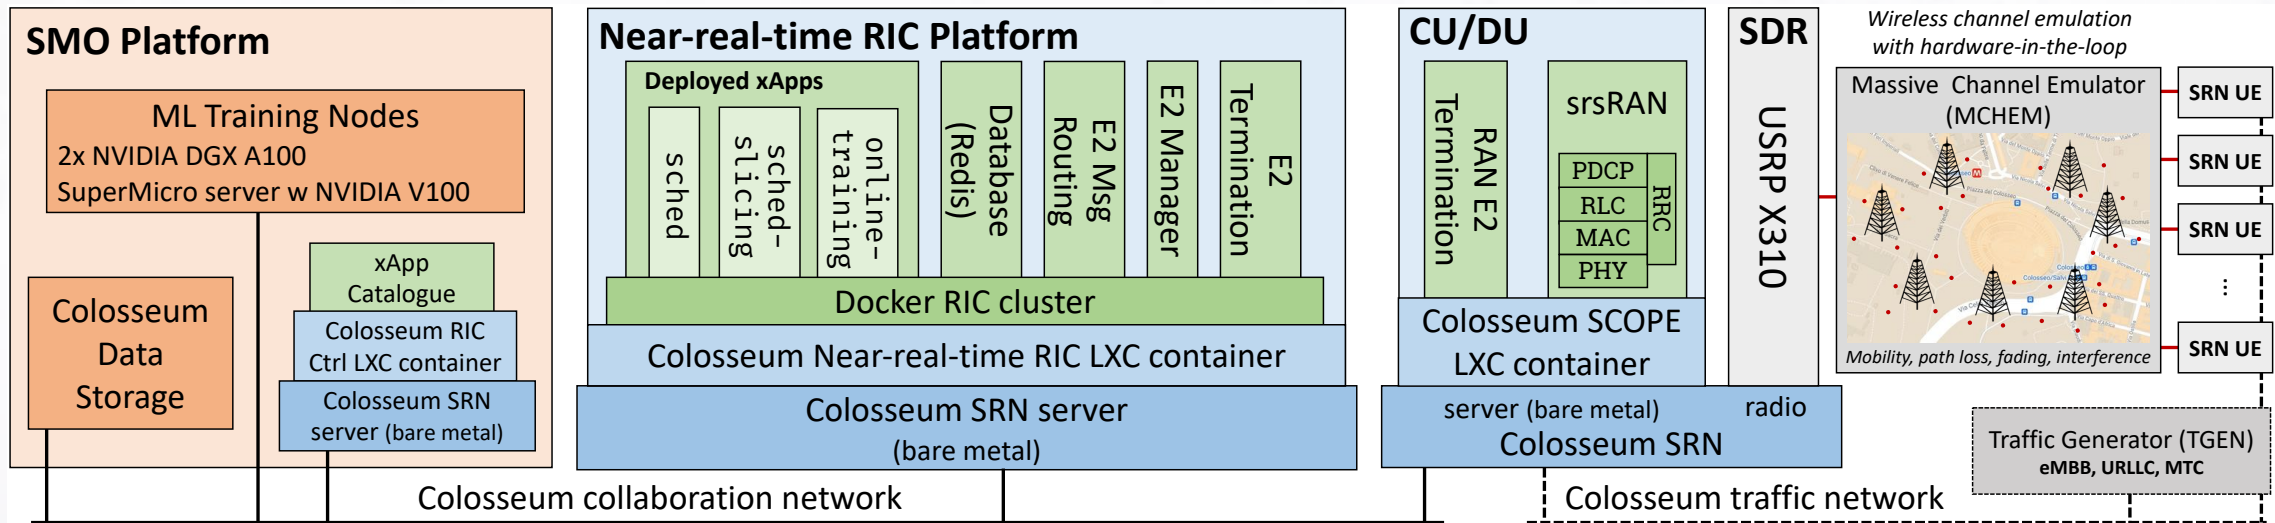 SMO Platform
ML Training Nodes
2x NVIDIA DGX A100
SuperMicro server w NVIDIA V100
Colosseum
Data
Storage
xApp
Catalogue
Colosseum RIC
Ctrl LXC container
Colosseum SRN
server (bare metal)
Near-real-time RIC Platform
Deployed xApps
sched
sched-
slicing
online-
training
Database
(Redis)
E2 Msg
Routing
E2 Manager
E2
Termination
Docker RIC cluster
Colosseum Near-real-time RIC LXC container
Colosseum SRN server
(bare metal)
CU/DU
RAN E2
Termination
srsRAN
PDCP
RLC
MAC
PHY
RRC
Colosseum SCOPE
LXC container
server (bare metal)
radio
Colosseum SRN
SDR
USRP X310
Wireless channel emulation
with hardware-in-the-loop
Massive Channel Emulator
(MCHEM)
Mobility, path loss, fading, interference
SRN UE
SRN UE
SRN UE
...
SRN UE
Traffic Generator (TGEN)
eMBB, URLLC, MTC
Colosseum collaboration network
Colosseum traffic network